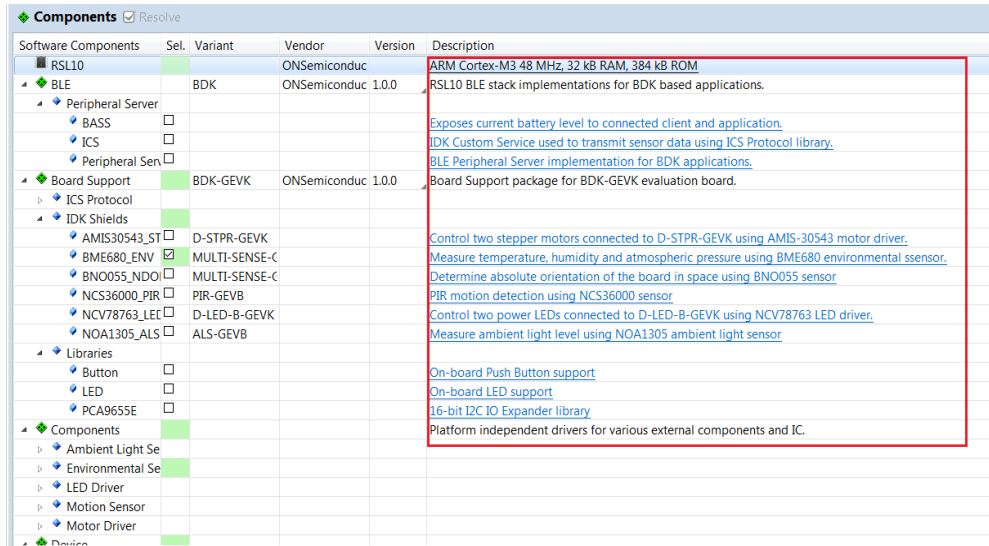 Components Resolve
Software Components Sel. Variant Vendor Version Description
RSL10 ONSemiconduc ARM Cortex-M3 48 MHz, 32 kB RAM, 384 kB ROM
BLE BDK ONSemiconduc 1.0.0 RSL10 BLE stack implementations for BDK based applications.
Peripheral Server
BASS Exposes current battery level to connected client and application.
ICS IDK Custom Service used to transmit sensor data using ICS Protocol library.
Peripheral Serv BLE Peripheral Server implementation for BDK applications.
Board Support BDK-GEVK ONSemiconduc 1.0.0 Board Support package for BDK-GEVK evaluation board.
ICS Protocol
IDK Shields
AMIS30543_ST D-STPR-GEVK Control two stepper motors connected to D-STPR-GEVK using AMIS-30543 motor driver.
BME680_ENV MULTI-SENSE-G Measure temperature, humidity and atmospheric pressure using BME680 environmental ssensor.
BNO055_NDO MULTI-SENSE-G Determine absolute orientation of the board in space using BNO055 sensor
NCS36000_PIR PIR-GEVB PIR motion detection using NCS36000 sensor
NCV78763_LED D-LED-B-GEVK Control two power LEDs connected to D-LED-B-GEVK using NCV78763 LED driver.
NOA1305_ALS ALS-GEVB Measure ambient light level using NOA1305 ambient light sensor
Libraries
Button On-board Push Button support
LED On-board LED support
PCA9655E 16-bit I2C IO Expander library
Components Platform independent drivers for various external components and IC.
Ambient Light Se
Environmental Se
LED Driver
Motion Sensor
Motor Driver
Device